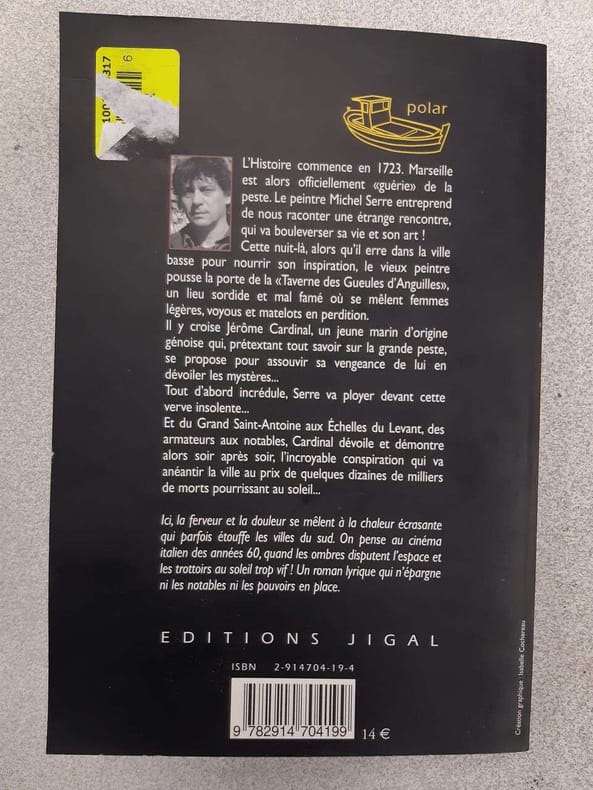 polar
L'Histoire commence en 1723. Marseille
est alors officiellement «guérie» de la
peste. Le peintre Michel Serre entreprend
de nous raconter une étrange rencontre,
qui va bouleverser sa vie et son art !
Cette nuit-là, alors qu'il erre dans la ville
basse pour nourrir son inspiration, le vieux peintre
pousse la porte de la «Taverne des Gueules d'Anguilles»,
un lieu sordide et mal famé où se mêlent femmes
légères, voyous et matelots en perdition.
Il y croise Jérôme Cardinal, un jeune marin d'origine
génoise qui, prétextant tout savoir sur la grande peste,
se propose pour assouvir sa vengeance de lui en
dévoiler les mystères...
Tout d'abord incrédule, Serre va ployer devant cette
verve insolente...
Et du Grand Saint-Antoine aux Échelles du Levant, des
armateurs aux notables, Cardinal dévoile et démontre
alors soir après soir, l'incroyable conspiration qui va
anéantir la ville au prix de quelques dizaines de milliers
de morts pourrissant au soleil...
Ici, la ferveur et la douleur se mêlent à la chaleur écrasante
qui parfois étouffe les villes du sud. On pense au cinéma
italien des années 60, quand les ombres disputent l'espace et
les trottoirs au soleil trop vif ! Un roman lyrique qui n'épargne
ni les notables ni les pouvoirs en place.
EDITIONS JIGAL
ISBN 2-914704-19-4
9 782914 704199
14 €
Création graphique : Isabelle Cochereau